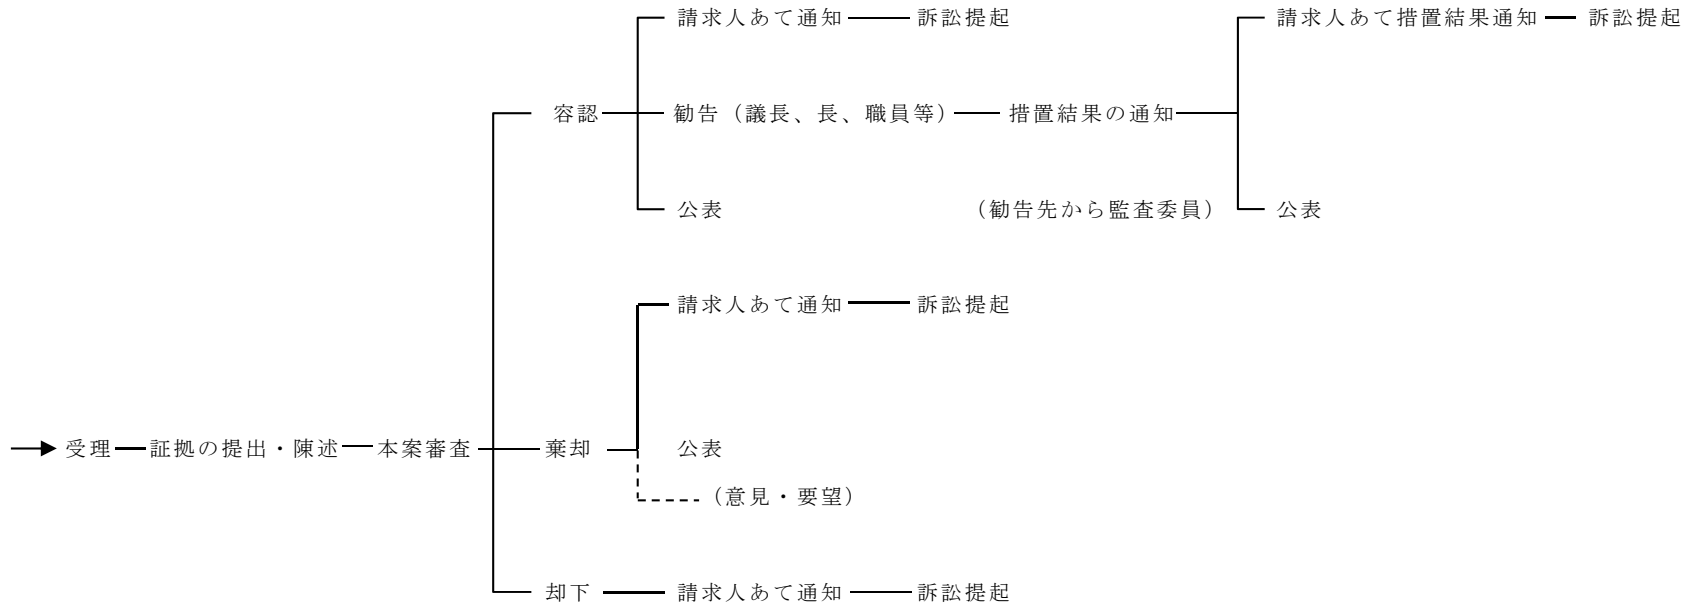 請求人あて通知 訴訟提起 請求人あて措置結果通知 訴訟提起
容認 勧告（議長、長、職員等） 措置結果の通知
公表 （勧告先から監査委員） 公表
請求人あて通知 訴訟提起
受理 証拠の提出・陳述 本案審査 棄却 公表
（意見・要望）
却下 請求人あて通知 訴訟提起